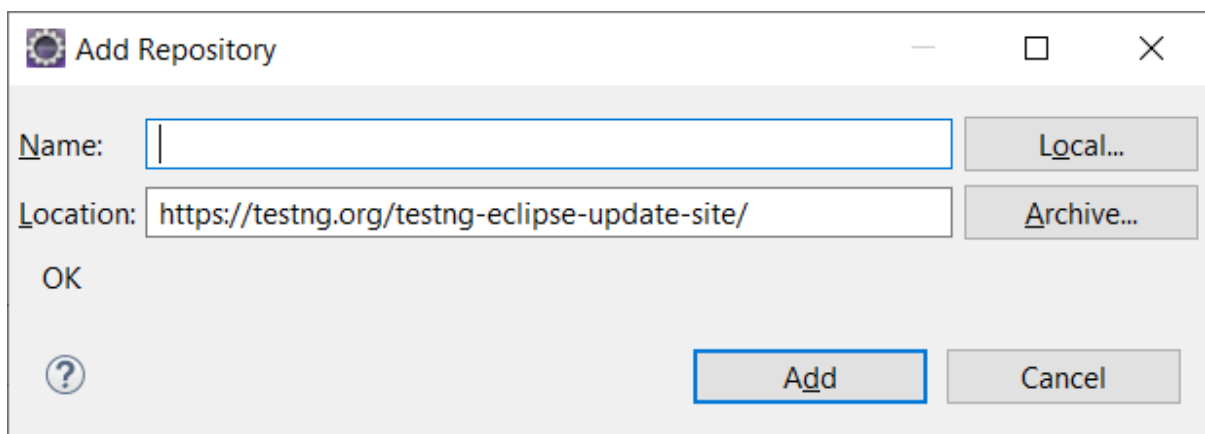 Add Repository
Name: Local...
Location: https://testng.org/testng-eclipse-update-site/ Archive...
OK
? Add Cancel